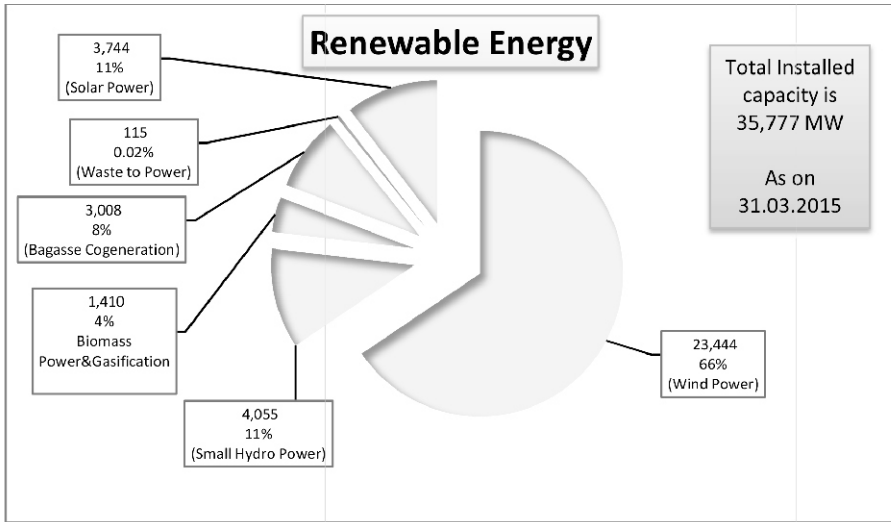 Renewable Energy
3,744
11%
(Solar Power)
115
0.02%
(Waste to Power)
3,008
8%
(Bagasse Cogeneration)
1,410
4%
Biomass
Power&Gasification
4,055
11%
(Small Hydro Power)
23,444
66%
(Wind Power)
Total Installed
capacity is
35,777 MW
As on
31.03.2015